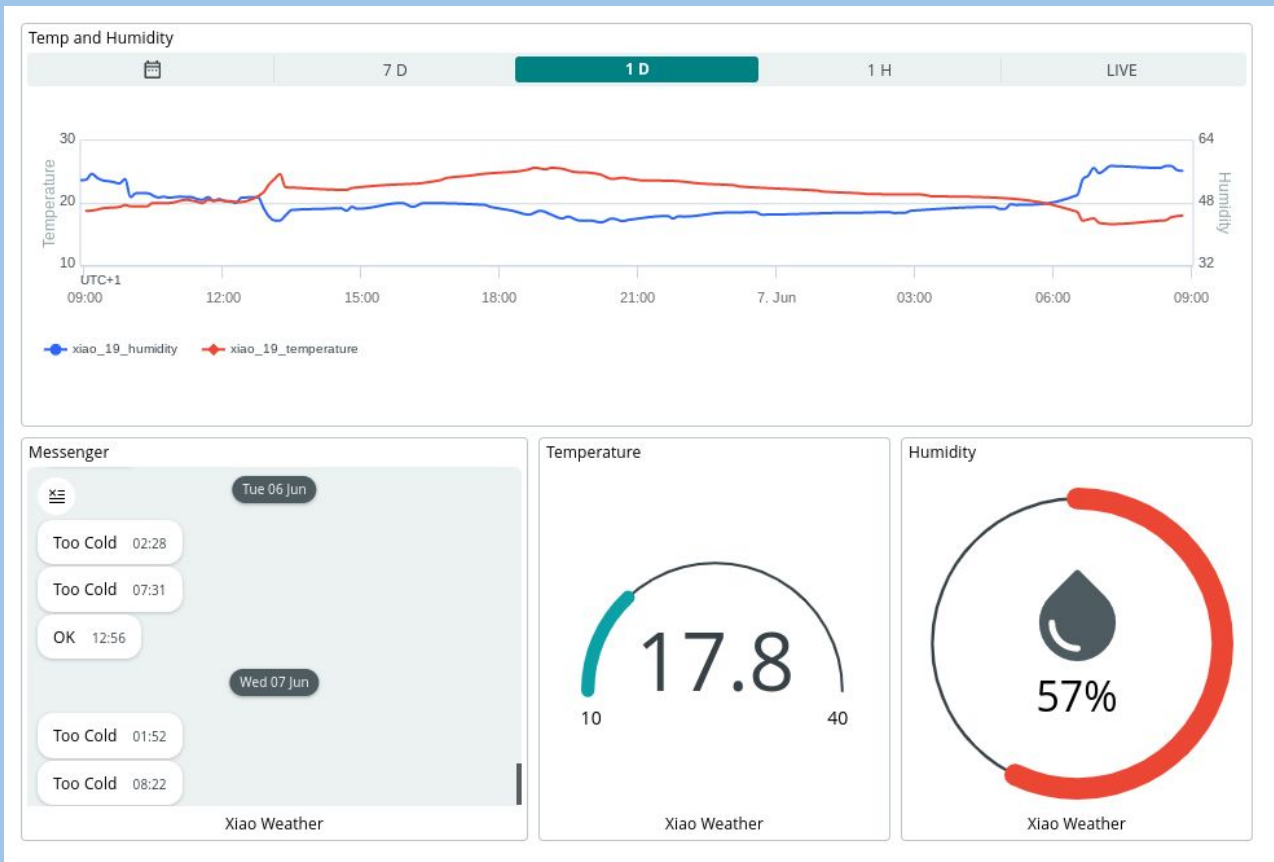 Temp and Humidity
7 D
1 D
1 H
LIVE
30
20
10
Temperature
64
48
32
Humidity
UTC+1
09:00 12:00 15:00 18:00 21:00 7. Jun 03:00 06:00 09:00
xiao_19_humidity xiao_19_temperature
Messenger
Tue 06 Jun
Too Cold 02:28
Too Cold 07:31
OK 12:56
Wed 07 Jun
Too Cold 01:52
Too Cold 08:22
Xiao Weather
Temperature
17.8
10 40
Xiao Weather
Humidity
57%
Xiao Weather